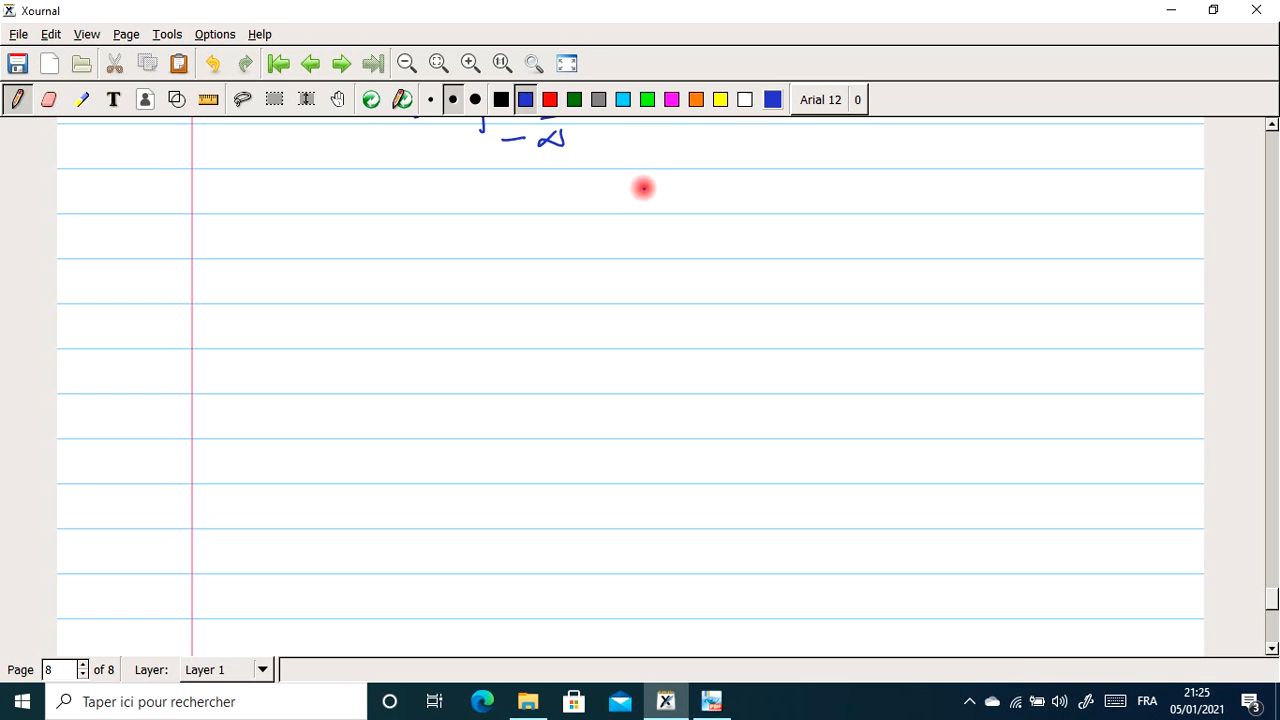 Xournal
File Edit View Page Tools Options Help
T Arial 12 0
- ∞
Page 8 of 8 Layer: Layer 1
Taper ici pour rechercher FRA 21:25
05/01/2021 3